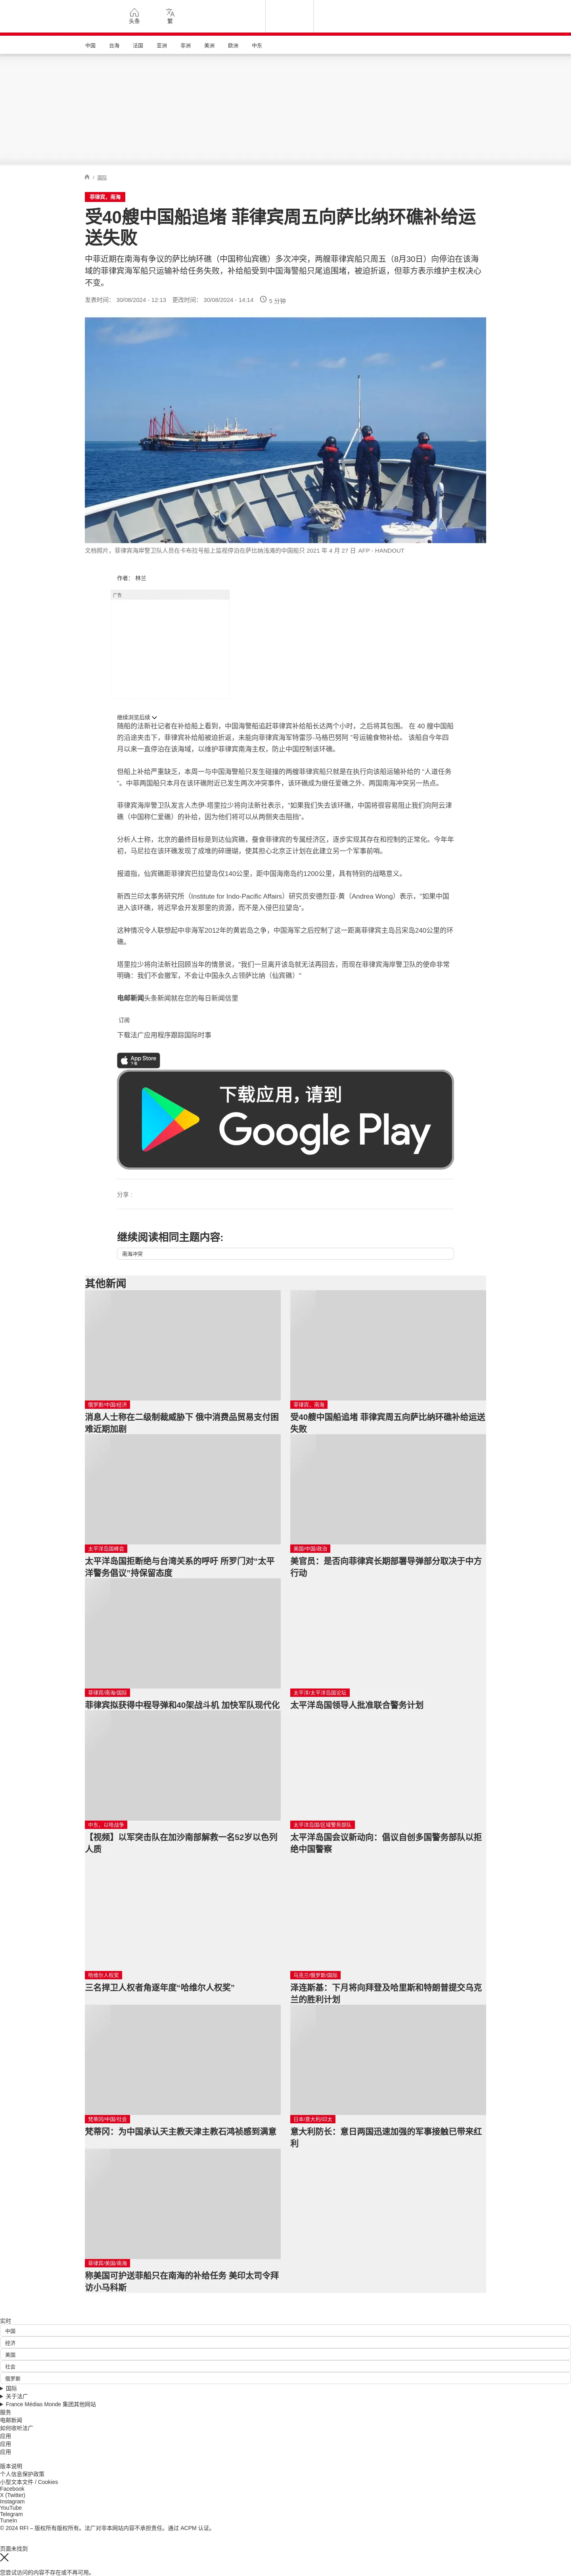 头条
繁
中国
台海
法国
亚洲
非洲
美洲
欧洲
中东
/ 国际
菲律宾，南海
受40艘中国船追堵 菲律宾周五向萨比纳环礁补给运
送失败
中菲近期在南海有争议的萨比纳环礁（中国称仙宾礁）多次冲突，两艘菲律宾船只周五（8月30日）向停泊在该海
域的菲律宾海军船只运输补给任务失败，补给船受到中国海警船只尾追围堵，被迫折返，但菲方表示维护主权决心
不变。
发表时间： 30/08/2024 - 12:13 更改时间： 30/08/2024 - 14:14 5 分钟
文档照片，菲律宾海岸警卫队人员在卡布拉号船上监视停泊在萨比纳浅滩的中国船只 2021 年 4 月 27 日 AFP - HANDOUT
作者： 林兰
广告
继续浏览后续
随船的法新社记者在补给船上看到，中国海警船追赶菲律宾补给船长达两个小时，之后将其包围。 在 40 艘中国船
的沿途夹击下，菲律宾补给船被迫折返，未能向菲律宾海军特雷莎-马格巴努阿 "号运输食物补给。 该船自今年四
月以来一直停泊在该海域，以维护菲律宾南海主权，防止中国控制该环礁。
但船上补给严重缺乏，本周一与中国海警船只发生碰撞的两艘菲律宾船只就是在执行向该船运输补给的 “人道任务
”。中菲两国船只本月在该环礁附近已发生两次冲突事件，该环礁成为继任爱礁之外、两国南海冲突另一热点。
菲律宾海岸警卫队发言人杰伊-塔里拉少将向法新社表示，"如果我们失去该环礁，中国将很容易阻止我们向阿云津
礁（中国称仁爱礁）的补给，因为他们将可以从两侧夹击阻挡"。
分析人士称，北京的最终目标是到达仙宾礁，蚕食菲律宾的专属经济区，逐步实现其存在和控制的正常化。今年年
初，马尼拉在该环礁发现了成堆的碎珊瑚，使其担心北京正计划在此建立另一个军事前哨。
报道指，仙宾礁距菲律宾巴拉望岛仅140公里，距中国海南岛约1200公里，具有特别的战略意义。
新西兰印太事务研究所（Institute for Indo-Pacific Affairs）研究员安德烈亚·黄（Andrea Wong）表示，"如果中国
进入该环礁，将迟早会开发那里的资源，而不是入侵巴拉望岛"。
这种情况令人联想起中菲海军2012年的黄岩岛之争，中国海军之后控制了这一距离菲律宾主岛吕宋岛240公里的环
礁。
塔里拉少将向法新社回顾当年的情景说，"我们一旦离开该岛就无法再回去，而现在菲律宾海岸警卫队的使命非常
明确：我们不会撤军，不会让中国永久占领萨比纳（仙宾礁）"
电邮新闻头条新闻就在您的每日新闻信里
订阅
下载法广应用程序跟踪国际时事
App Store
下载
下载应用，请到
Google Play
分享 :
继续阅读相同主题内容:
南海冲突
其他新闻
俄罗斯/中国/经济
消息人士称在二级制裁威胁下 俄中消费品贸易支付困
难近期加剧
菲律宾，南海
受40艘中国船追堵 菲律宾周五向萨比纳环礁补给运送
失败
太平洋岛国峰会
太平洋岛国拒断绝与台湾关系的呼吁 所罗门对“太平
洋警务倡议”持保留态度
美国/中国/政治
美官员：是否向菲律宾长期部署导弹部分取决于中方
行动
菲律宾/南海/国际
菲律宾拟获得中程导弹和40架战斗机 加快军队现代化
太平洋/太平洋岛国论坛
太平洋岛国领导人批准联合警务计划
中东，以哈战争
【视频】以军突击队在加沙南部解救一名52岁以色列
人质
太平洋岛国/区域警务部队
太平洋岛国会议新动向：倡议自创多国警务部队以拒
绝中国警察
哈维尔人权奖
三名捍卫人权者角逐年度“哈维尔人权奖”
乌克兰/俄罗斯/国际
泽连斯基：下月将向拜登及哈里斯和特朗普提交乌克
兰的胜利计划
梵蒂冈/中国/社会
梵蒂冈：为中国承认天主教天津主教石鸿祯感到满意
日本/意大利/印太
意大利防长：意日两国迅速加强的军事接触已带来红
利
菲律宾/美国/南海
称美国可护送菲船只在南海的补给任务 美印太司令拜
访小马科斯
实时
中国
经济
美国
社会
俄罗斯
国际
关于法广
France Médias Monde 集团其他网站
服务
电邮新闻
如何收听法广
应用
应用
应用
版本说明
个人信息保护政策
小型文本文件 / Cookies
Facebook
X (Twitter)
Instagram
YouTube
Telegram
TuneIn
© 2024 RFI – 版权所有版权所有。法广对非本网站内容不承担责任。通过 ACPM 认证。
页面未找到
您尝试访问的内容不存在或不再可用。